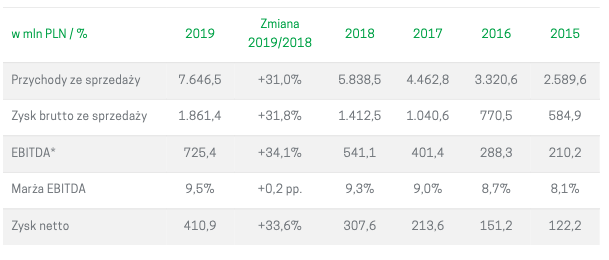 w mln PLN / % 2019 Zmiana 2019/2018 2018 2017 2016 2015
Przychody ze sprzedaży 7.646,5 +31,0% 5.838,5 4.462,8 3.320,6 2.589,6
Zysk brutto ze sprzedaży 1.861,4 +31,8% 1.412,5 1.040,6 770,5 584,9
EBITDA* 725,4 +34,1% 541,1 401,4 288,3 210,2
Marża EBITDA 9,5% +0,2 pp. 9,3% 9,0% 8,7% 8,1%
Zysk netto 410,9 +33,6% 307,6 213,6 151,2 122,2